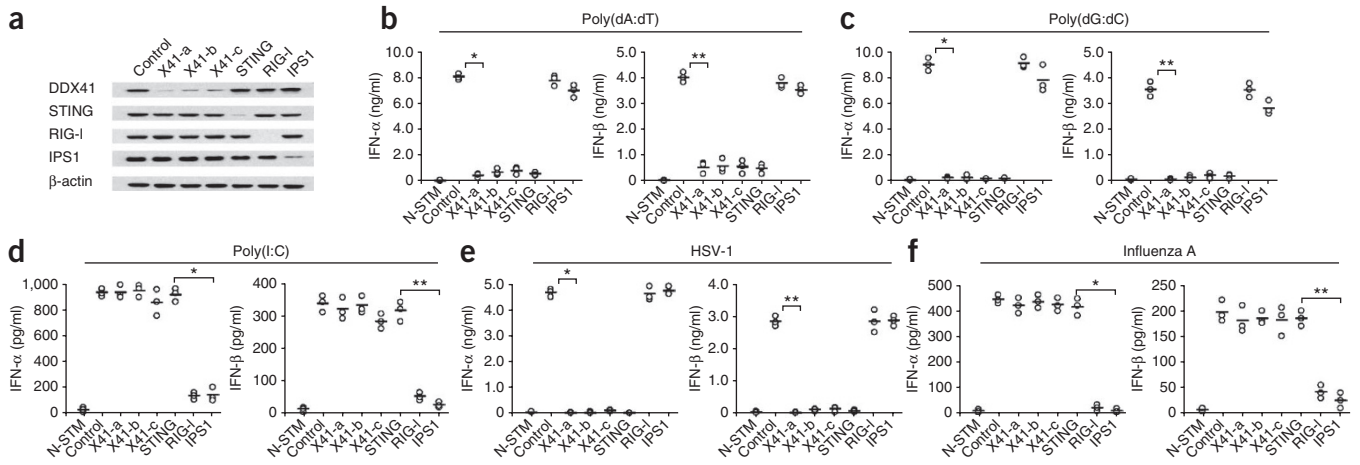 a
Control
X41-a
X41-b
X41-c
STING
RIG-I
IPS1
DDX41
STING
RIG-I
IPS1
β-actin
b
Poly(dA:dT)
IFN-α (ng/ml)
10.0
8.0
6.0
4.0
2.0
0
*
N-STM
Control
X41-a
X41-b
X41-c
STING
RIG-I
IPS1
IFN-β (ng/ml)
5.0
4.0
3.0
2.0
1.0
0
**
N-STM
Control
X41-a
X41-b
X41-c
STING
RIG-I
IPS1
c
Poly(dG:dC)
IFN-α (ng/ml)
10.0
8.0
6.0
4.0
2.0
0
*
N-STM
Control
X41-a
X41-b
X41-c
STING
RIG-I
IPS1
IFN-β (ng/ml)
5.0
4.0
3.0
2.0
1.0
0
**
N-STM
Control
X41-a
X41-b
X41-c
STING
RIG-I
IPS1
d
Poly(I:C)
IFN-α (pg/ml)
1,000
800
600
400
200
0
*
N-STM
Control
X41-a
X41-b
X41-c
STING
RIG-I
IPS1
IFN-β (pg/ml)
400
300
200
100
0
**
N-STM
Control
X41-a
X41-b
X41-c
STING
RIG-I
IPS1
e
HSV-1
IFN-α (ng/ml)
5.0
4.0
3.0
2.0
1.0
0
*
N-STM
Control
X41-a
X41-b
X41-c
STING
RIG-I
IPS1
IFN-β (ng/ml)
4.0
3.0
2.0
1.0
0
**
N-STM
Control
X41-a
X41-b
X41-c
STING
RIG-I
IPS1
f
Influenza A
IFN-α (pg/ml)
500
400
300
200
100
0
*
N-STM
Control
X41-a
X41-b
X41-c
STING
RIG-I
IPS1
IFN-β (pg/ml)
250
200
150
100
50
0
**
N-STM
Control
X41-a
X41-b
X41-c
STING
RIG-I
IPS1